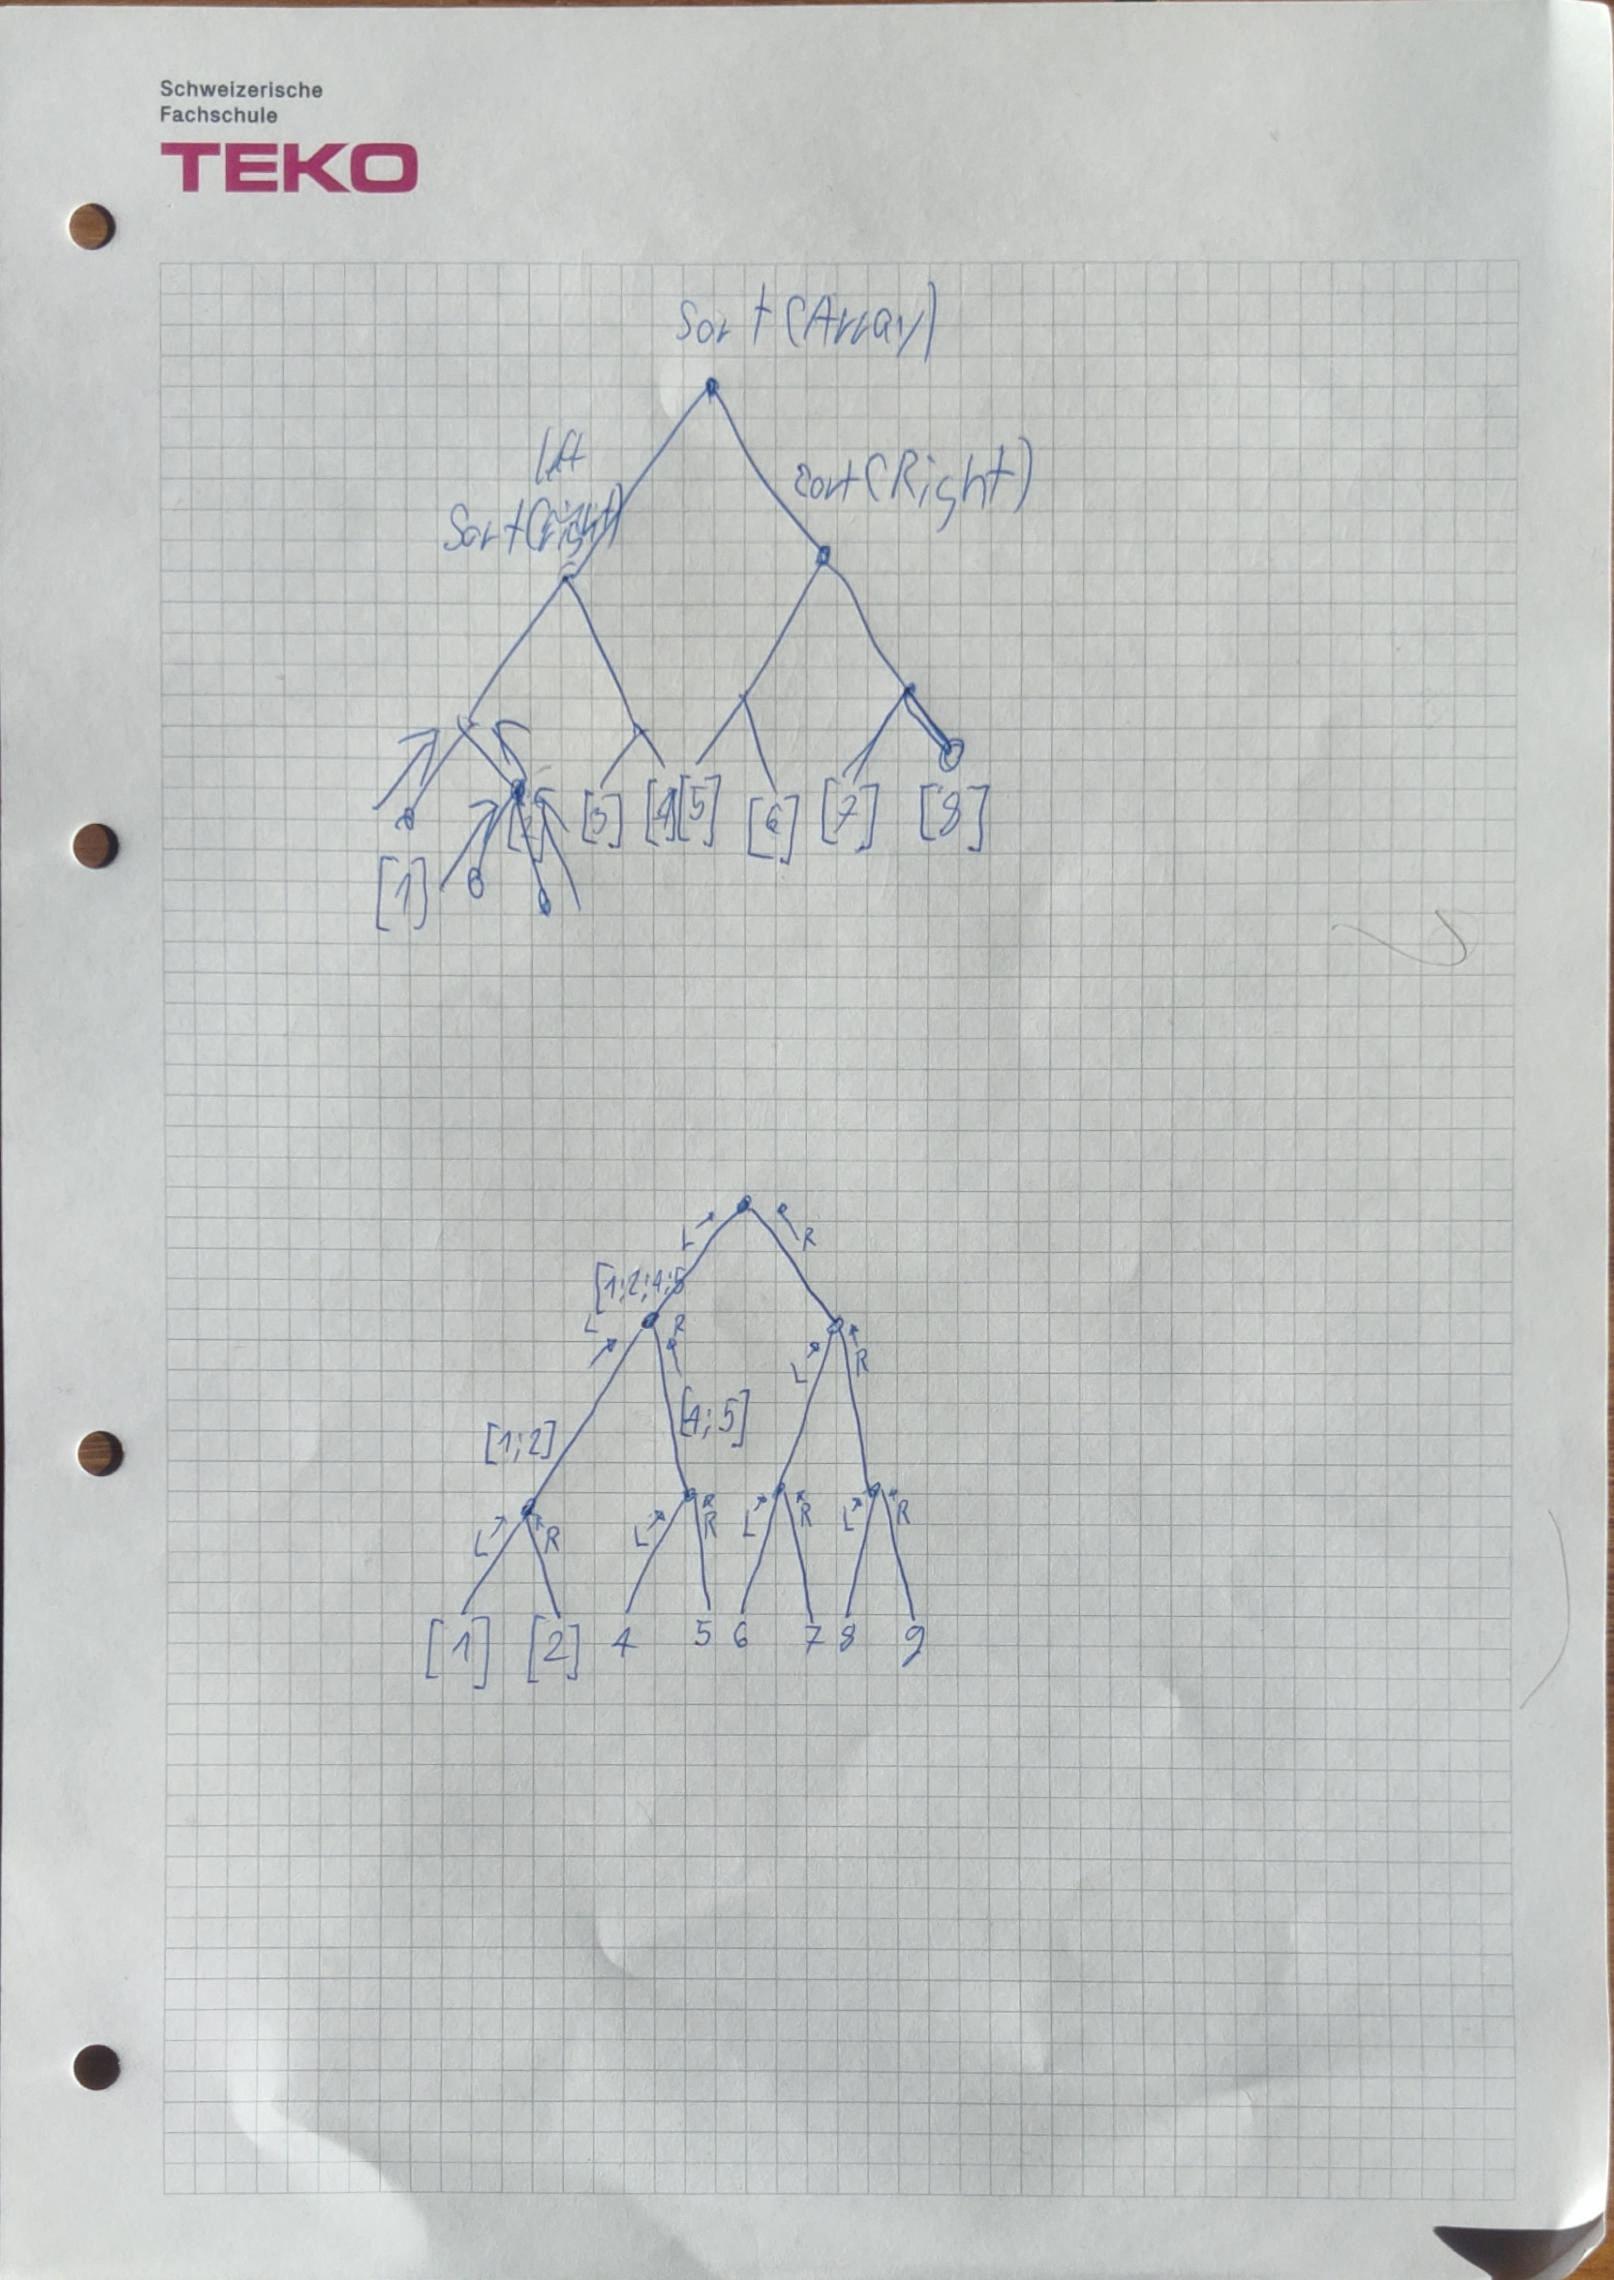 Schweizerische
Fachschule
TEKO
Sort(Array)
left
Sort(right)
sort(Right)
[3] [4] [5] [6] [7] [8]
[1]
L R
[1;2;4;5
L R L R
[4;5]
[1;2]
L R L R L R L R
[1] [2] 4 5 6 7 8 9